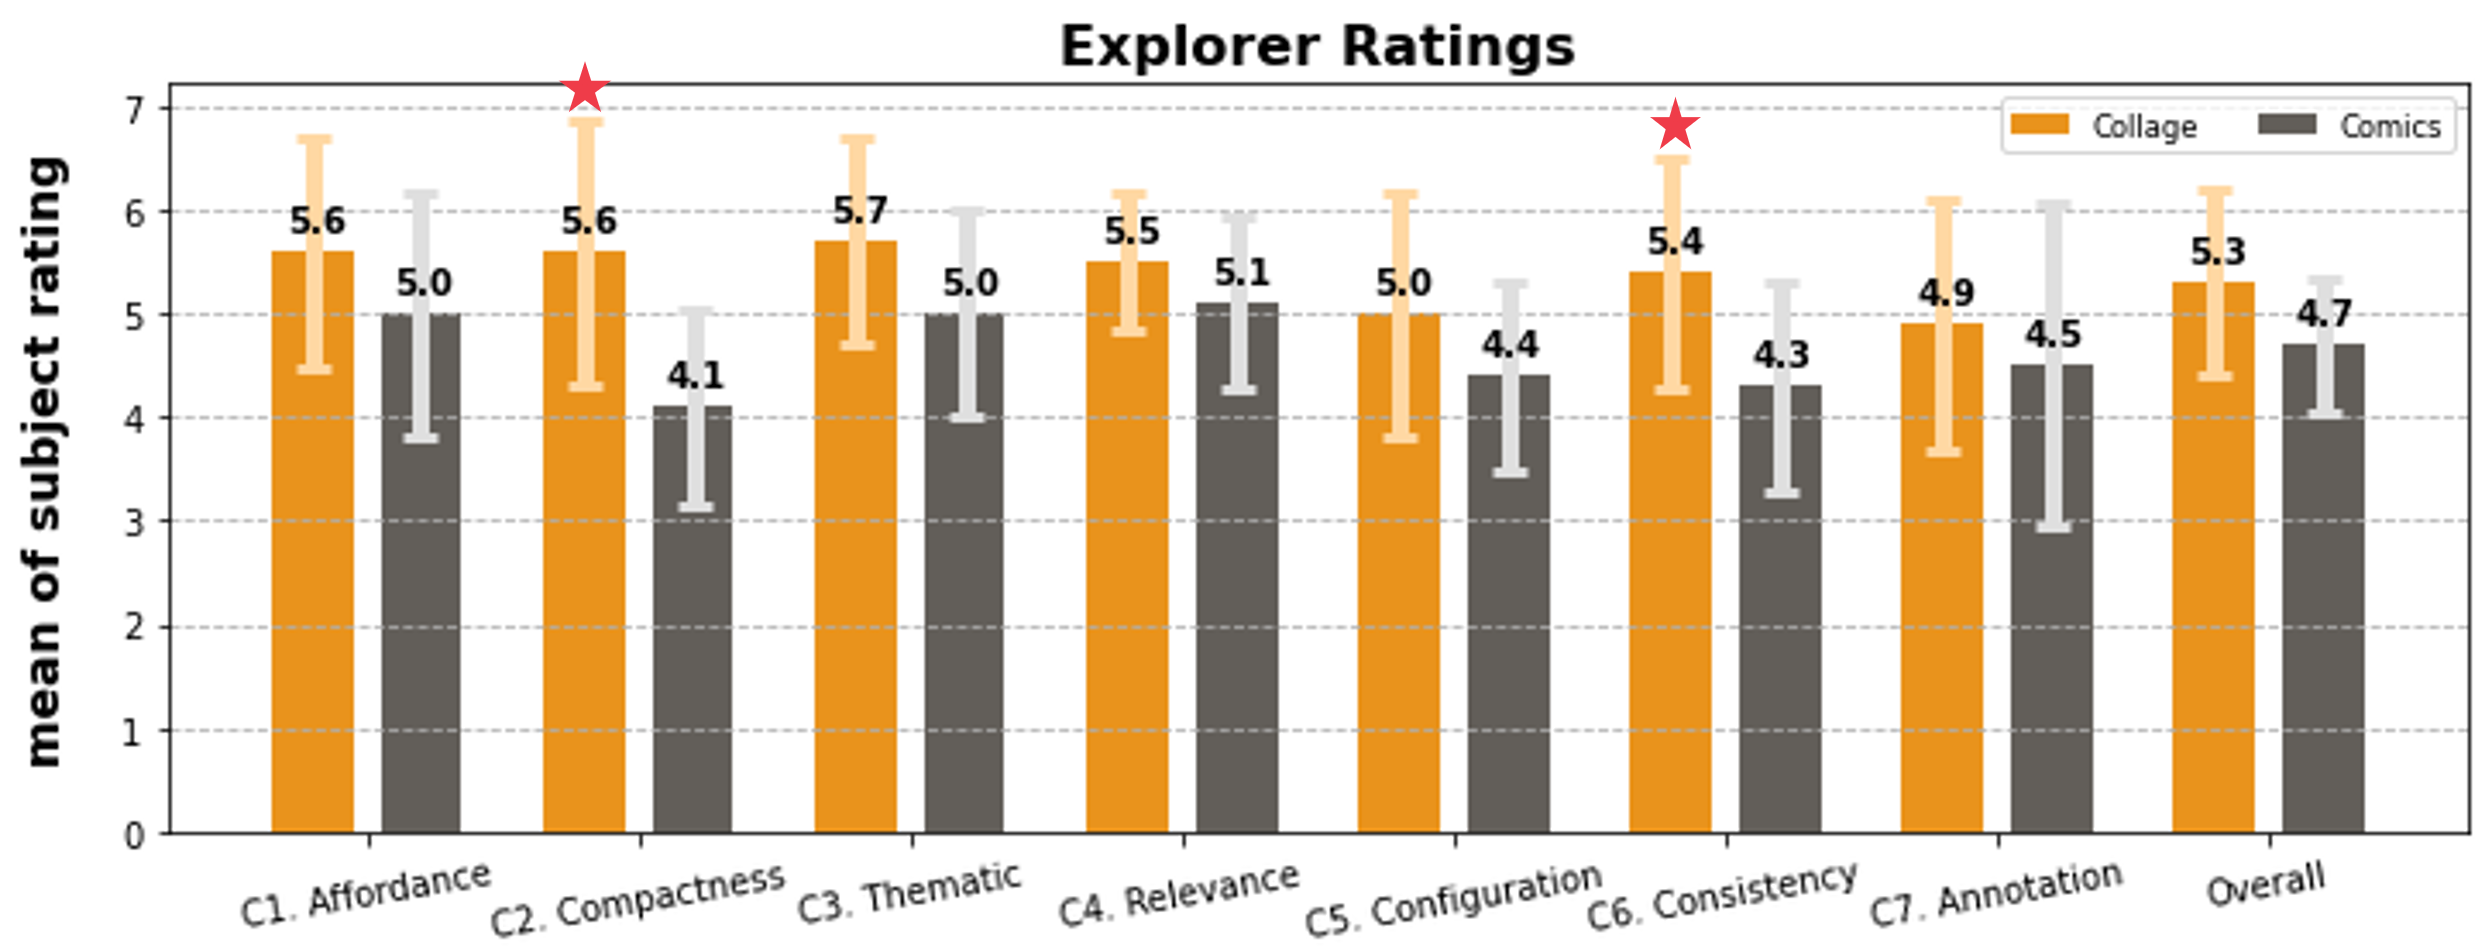 Explorer Ratings
mean of subject rating
7
6
5
4
3
2
1
0
Collage Comics
5.6 5.0 5.6 4.1 5.7 5.0 5.5 5.1 5.0 4.4 5.4 4.3 4.9 4.5 5.3 4.7
C1. Affordance C2. Compactness C3. Thematic C4. Relevance C5. Configuration C6. Consistency C7. Annotation Overall